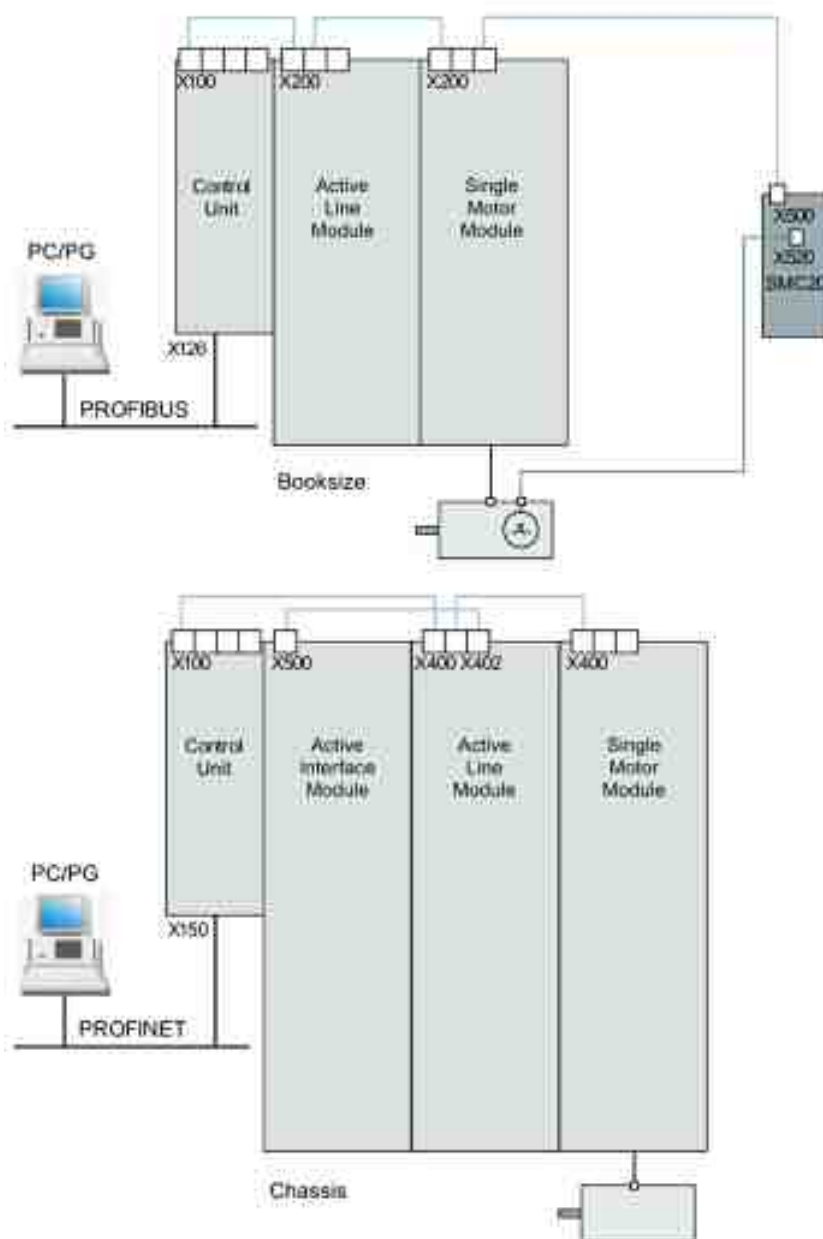 X100
X200
X200
Control
Unit
Active
Line
Module
Single
Motor
Module
X500
X520
SMC20
PC/PG
X126
PROFIBUS
Booksize
X100
X500
X400 X402
X400
Control
Unit
Active
Interface
Module
Active
Line
Module
Single
Motor
Module
PC/PG
X150
PROFINET
Chassis